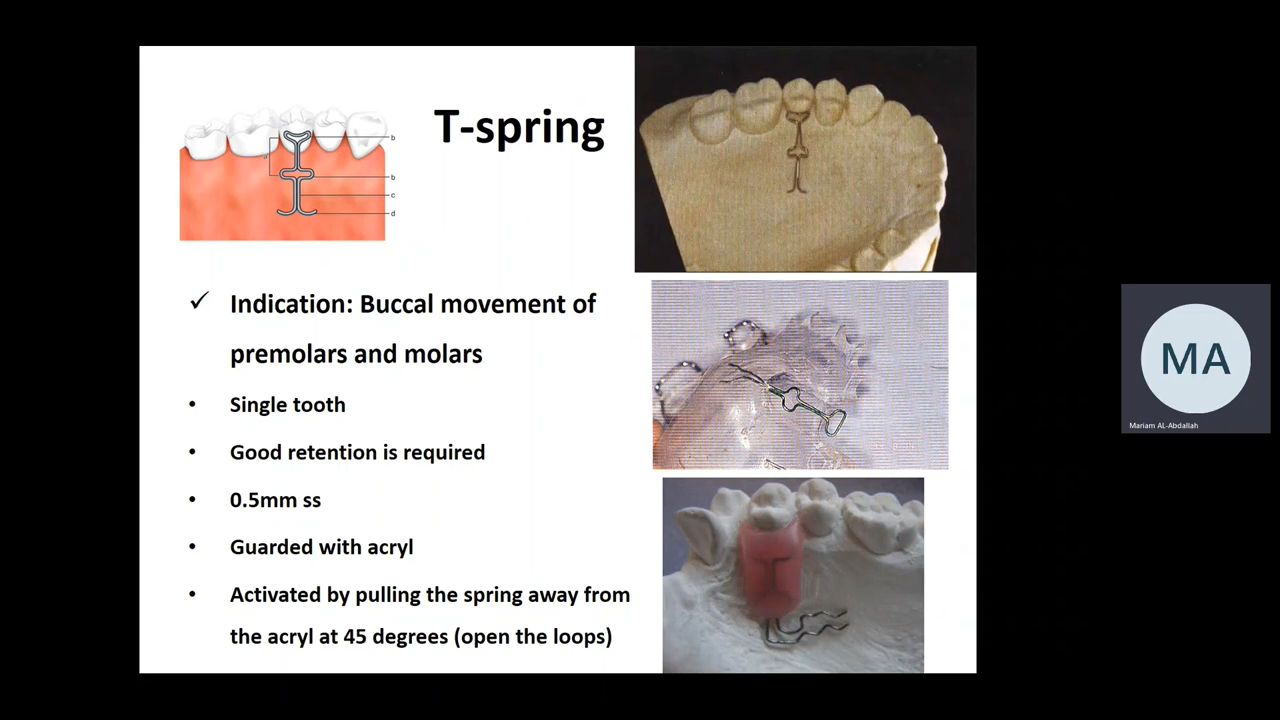 T-spring
b
a
b
c
d
✓ Indication: Buccal movement of
premolars and molars
• Single tooth
• Good retention is required
• 0.5mm ss
• Guarded with acryl
• Activated by pulling the spring away from
the acryl at 45 degrees (open the loops)
MA
Mariam AL-Abdallah